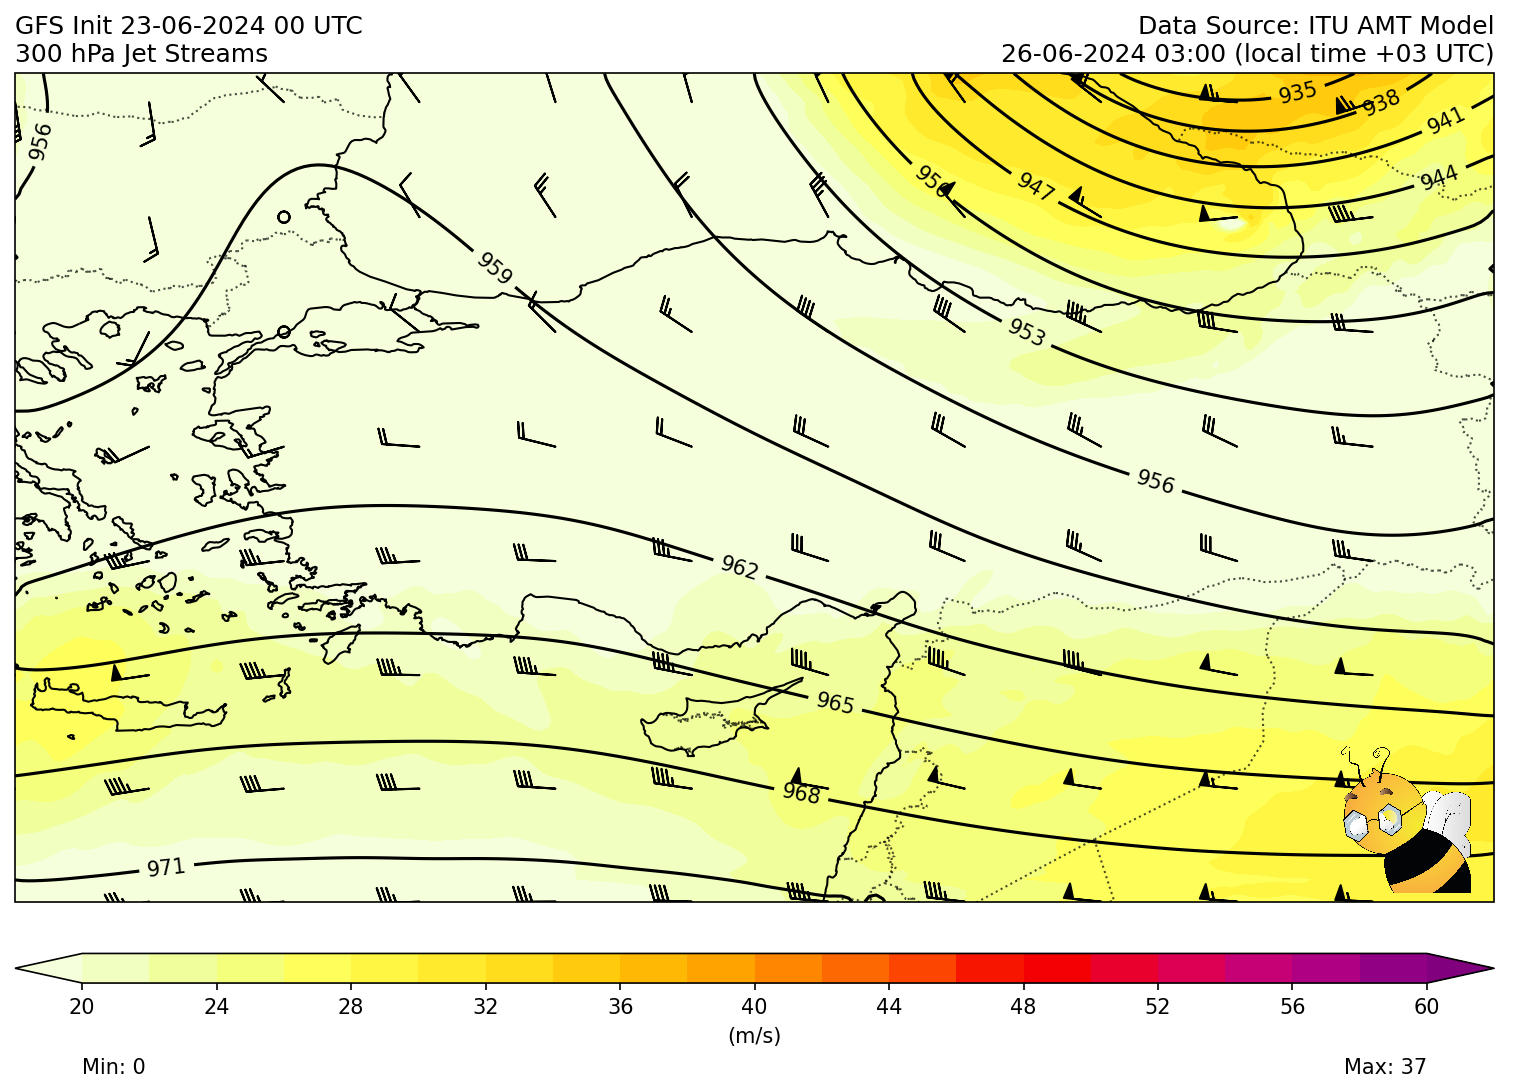 GFS Init 23-06-2024 00 UTC
Data Source: ITU AMT Model
300 hPa Jet Streams
26-06-2024 03:00 (local time +03 UTC)
935
938
941
956
944
950
947
959
953
956
962
965
968
971
20 24 28 32 36 40 44 48 52 56 60
(m/s)
Min: 0
Max: 37